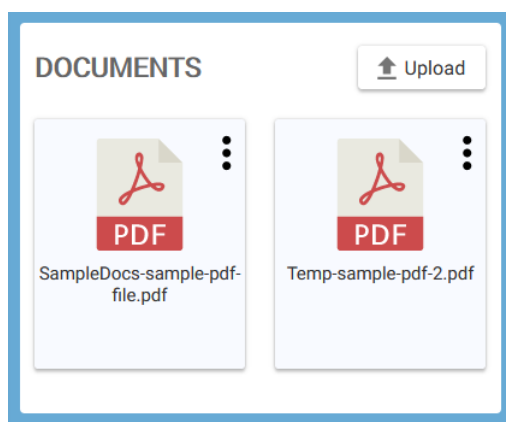 DOCUMENTS
Upload
PDF
SampleDocs-sample-pdf-
file.pdf
PDF
Temp-sample-pdf-2.pdf